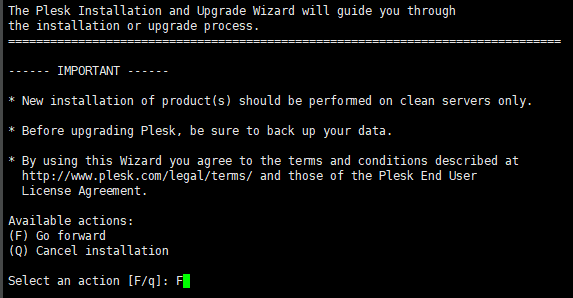 The Plesk Installation and Upgrade Wizard will guide you through
the installation or upgrade process.
===============================================================================
------ IMPORTANT ------
* New installation of product(s) should be performed on clean servers only.
* Before upgrading Plesk, be sure to back up your data.
* By using this Wizard you agree to the terms and conditions described at
http://www.plesk.com/legal/terms/ and those of the Plesk End User
License Agreement.
Available actions:
(F) Go forward
(Q) Cancel installation
Select an action [F/q]: F